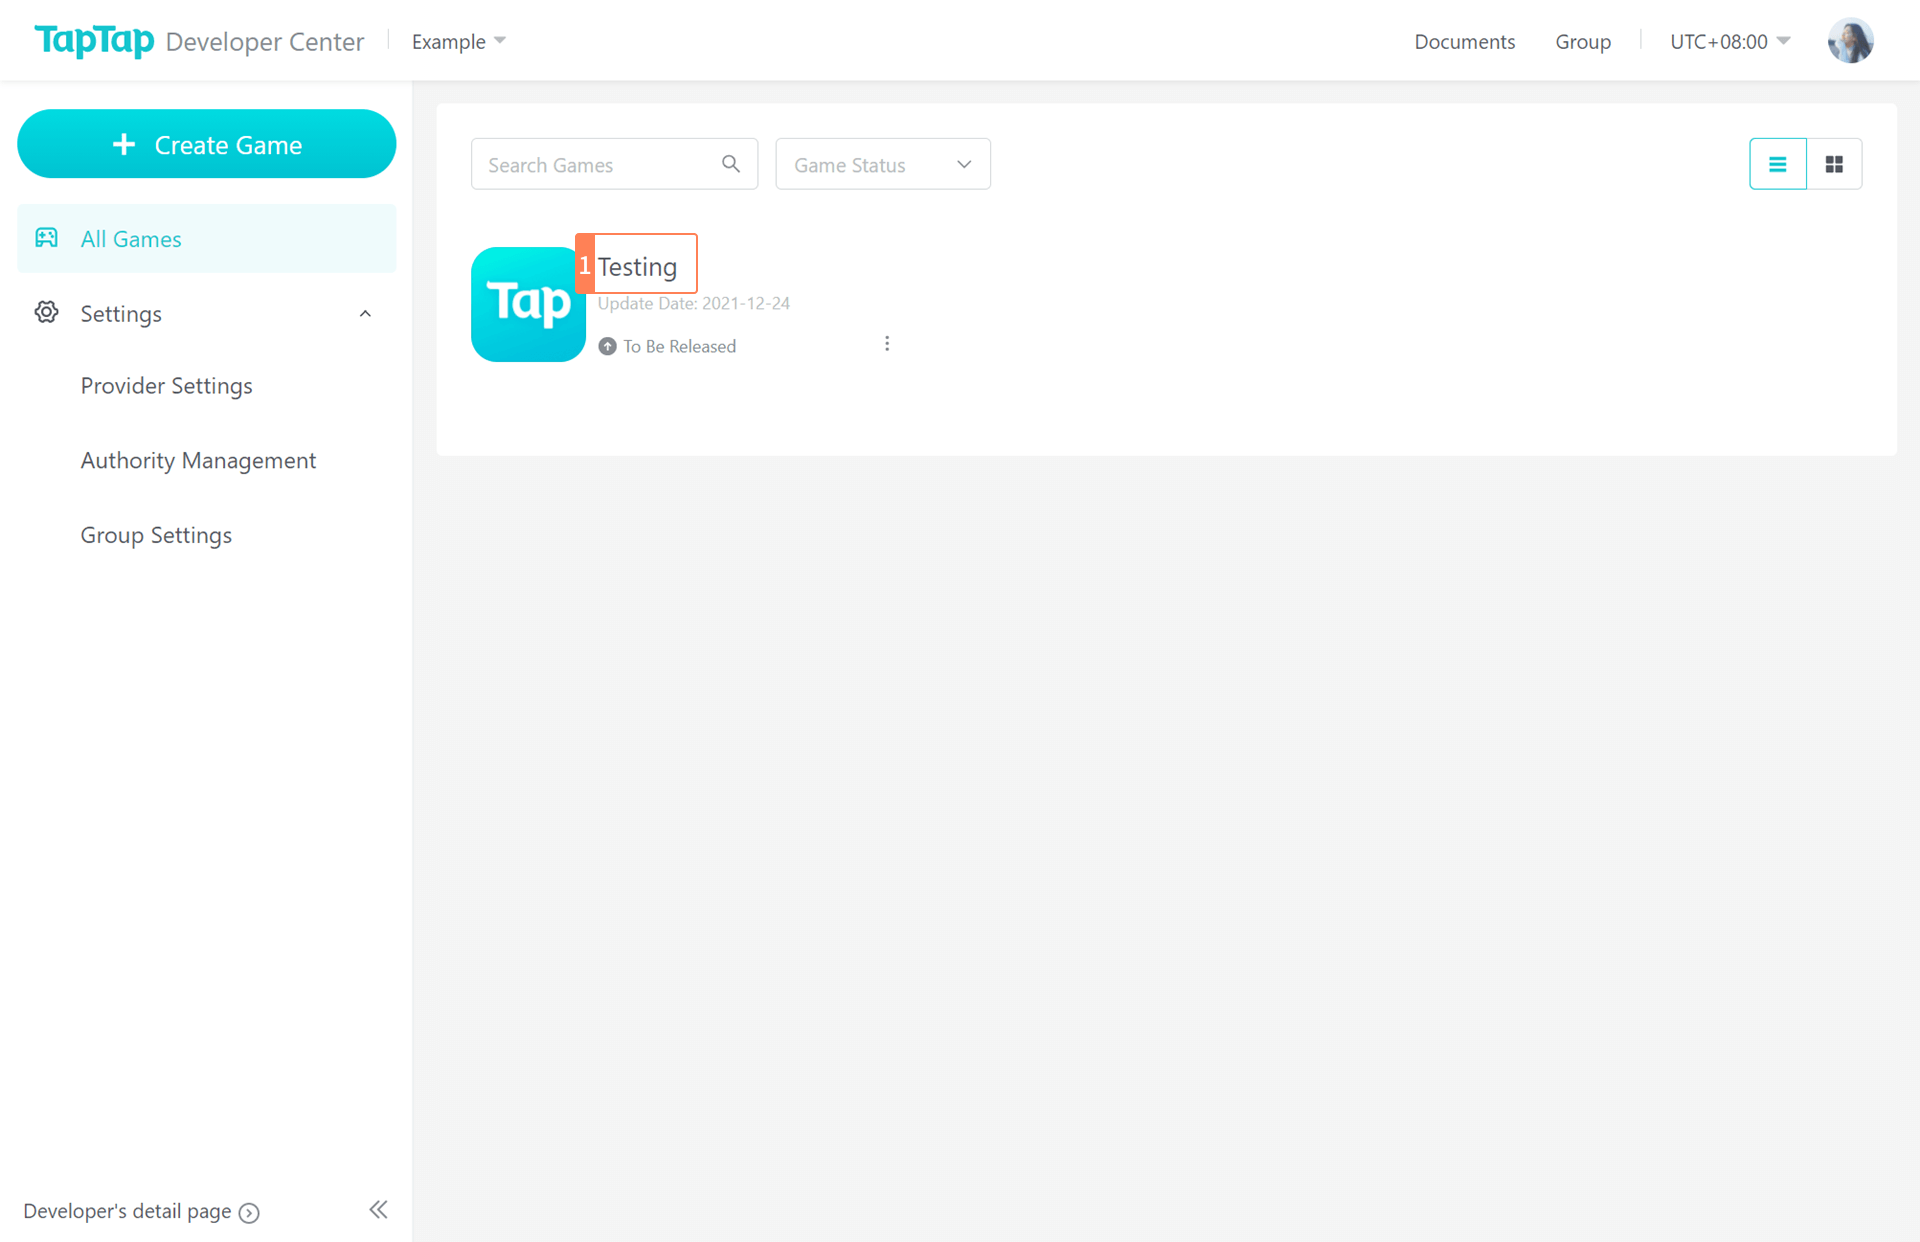 TapTap Developer Center
Example
Documents
Group
UTC+08:00
Create Game
All Games
Settings
Provider Settings
Authority Management
Group Settings
Search Games
Game Status
Tap
1
Testing
Update Date: 2021-12-24
To Be Released
Developer's detail page